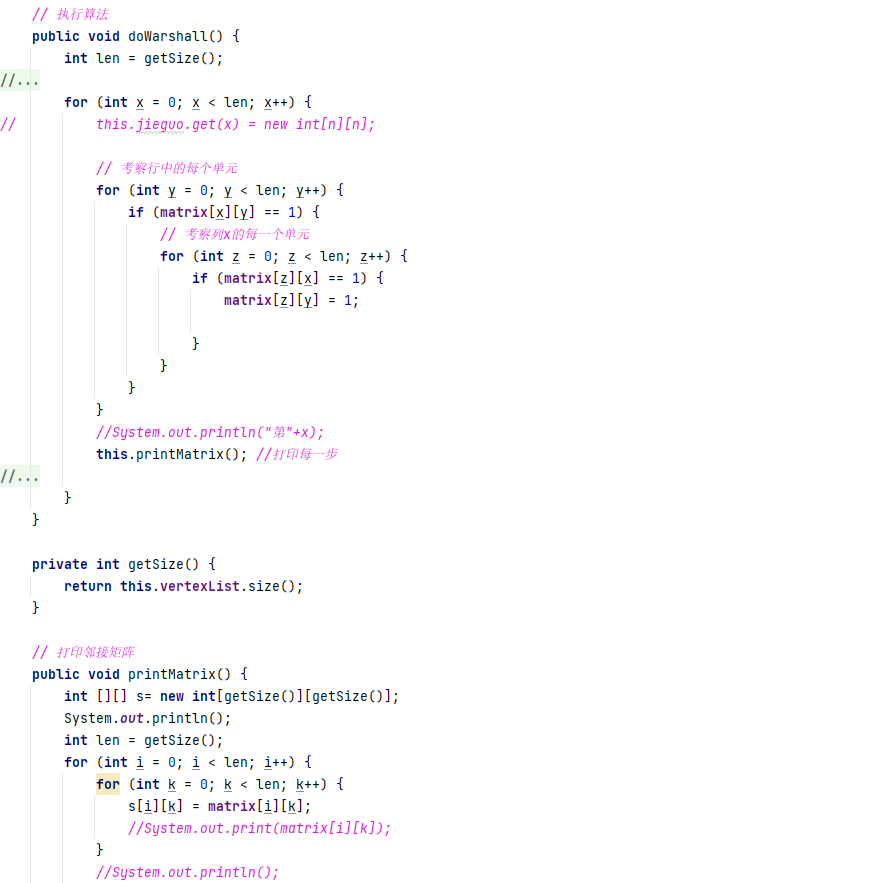 // 执行算法
public void doWarshall() {
int len = getSize();
//...
for (int x = 0; x < len; x++) {
// this.jieguo.get(x) = new int[n][n];
// 考察行中的每个单元
for (int y = 0; y < len; y++) {
if (matrix[x][y] == 1) {
// 考察列x的每一个单元
for (int z = 0; z < len; z++) {
if (matrix[z][x] == 1) {
matrix[z][y] = 1;
}
}
}
}
//System.out.println("第"+x);
this.printMatrix(); //打印每一步
//...
}
}
private int getSize() {
return this.vertexList.size();
}
// 打印邻接矩阵
public void printMatrix() {
int [][] s= new int[getSize()][getSize()];
System.out.println();
int len = getSize();
for (int i = 0; i < len; i++) {
for (int k = 0; k < len; k++) {
s[i][k] = matrix[i][k];
//System.out.print(matrix[i][k]);
}
//System.out.println();